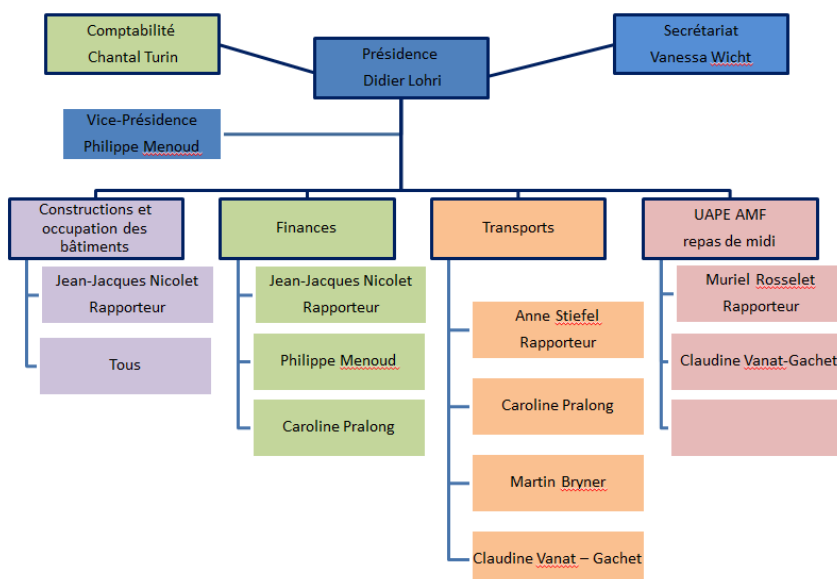 Comptabilité
Chantal Turin
Présidence
Didier Lohri
Secrétariat
Vanessa Wicht
Vice-Présidence
Philippe Menoud
Constructions et
occupation des
bâtiments
Jean-Jacques Nicolet
Rapporteur
Tous
Finances
Jean-Jacques Nicolet
Rapporteur
Philippe Menoud
Caroline Pralong
Transports
Anne Stiefel
Rapporteur
Caroline Pralong
Martin Bryner
Claudine Vanat – Gachet
UAPE AMF
repas de midi
Muriel Rosselet
Rapporteur
Claudine Vanat-Gachet